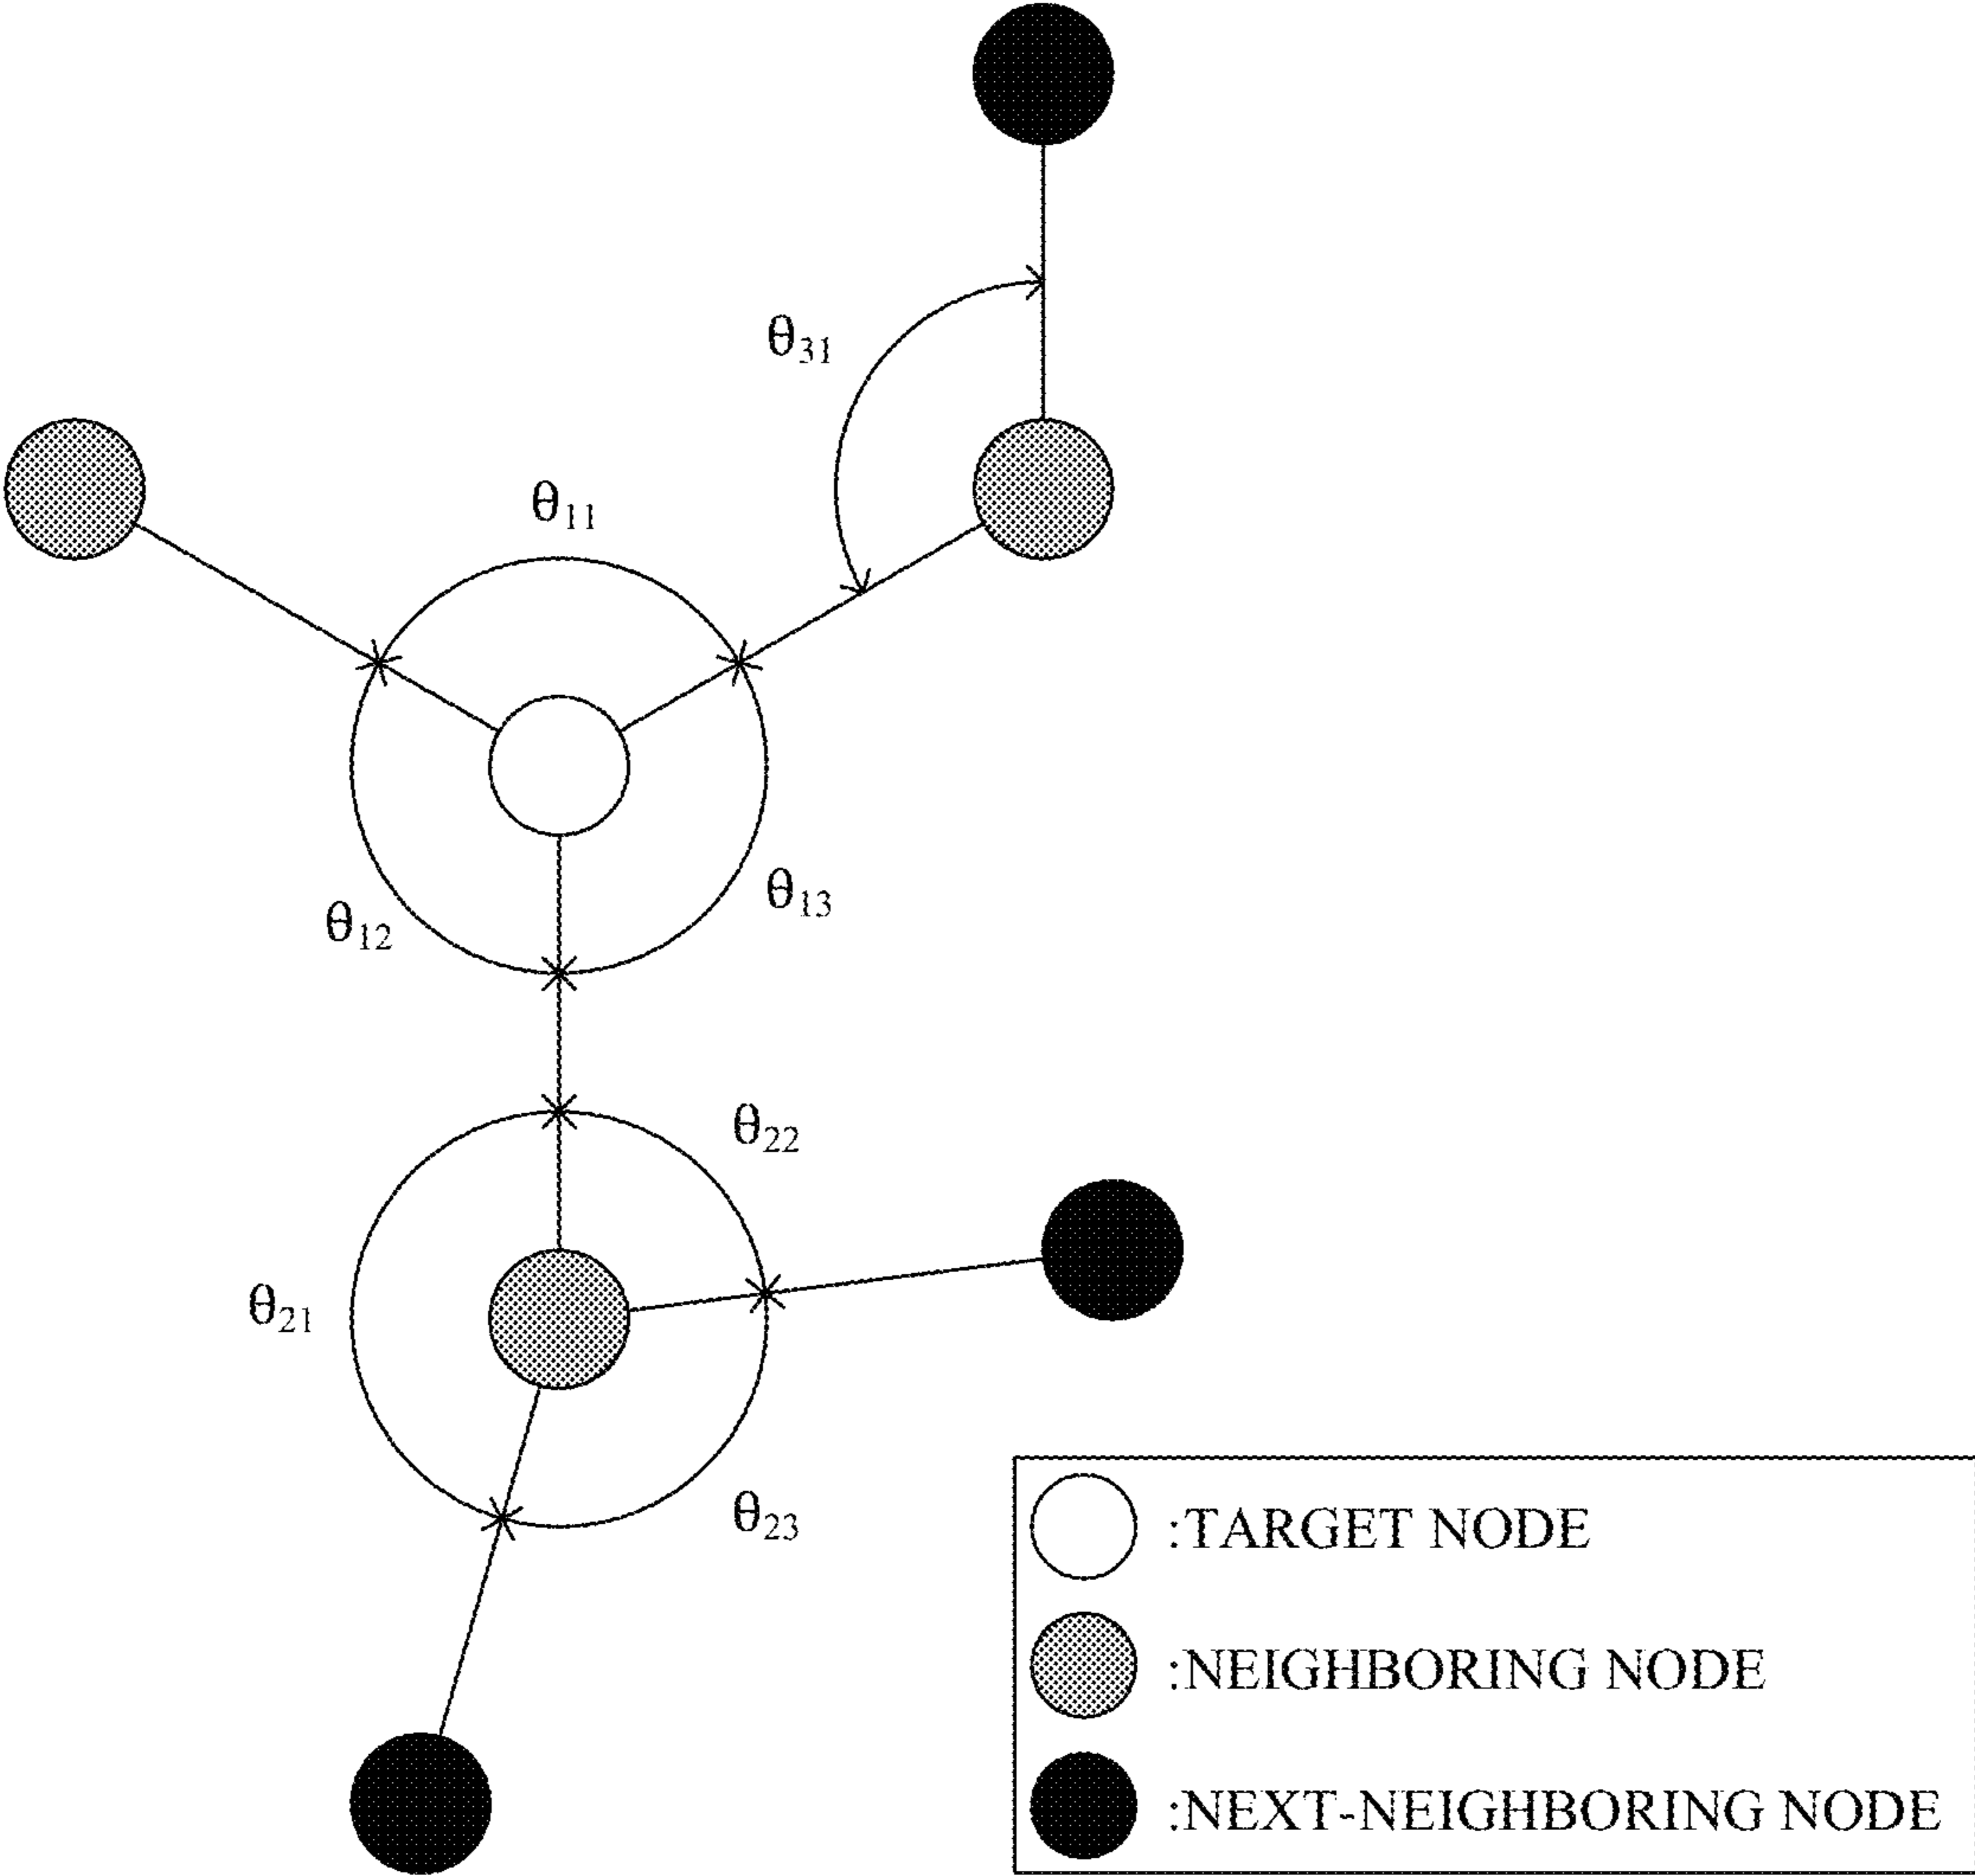 θ31
θ11
θ13
θ12
θ22
θ21
θ23
:TARGET NODE
:NEIGHBORING NODE
:NEXT-NEIGHBORING NODE